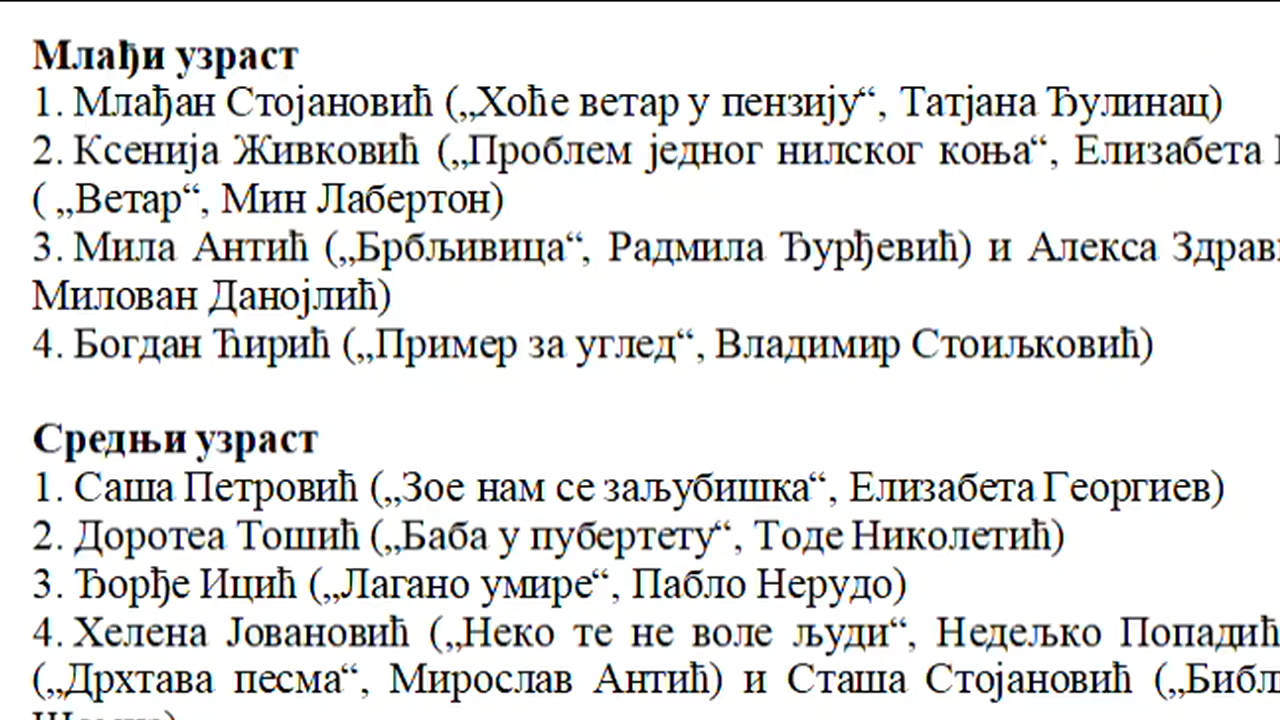 Млађи узраст
1. Млађан Стојановић („Хоће ветар у пензију“, Татјана Ђулинац)
2. Ксенија Живковић („Проблем једног нилског коња“, Елизабета
( „Ветар“, Мин Лабертон)
3. Мила Антић („Брбљивица“, Радмила Ђурђевић) и Алекса
Милован Данојлић)
4. Богдан Ћирић („Пример за углед“, Владимир Стоиљковић)
Средњи узраст
1. Саша Петровић („Зое нам се заљубишка“, Елизабета Георгиев)
2. Доротеа Тошић („Баба у пубертету“, Тоде Николетић)
3. Ђорђе Ицић („Лагано умире“, Пабло Нерудо)
4. Хелена Јовановић („Неко те не воле људи“, Недељко Попадић
(„Дрхтава песма“, Мирослав Антић) и Сташа Стојановић